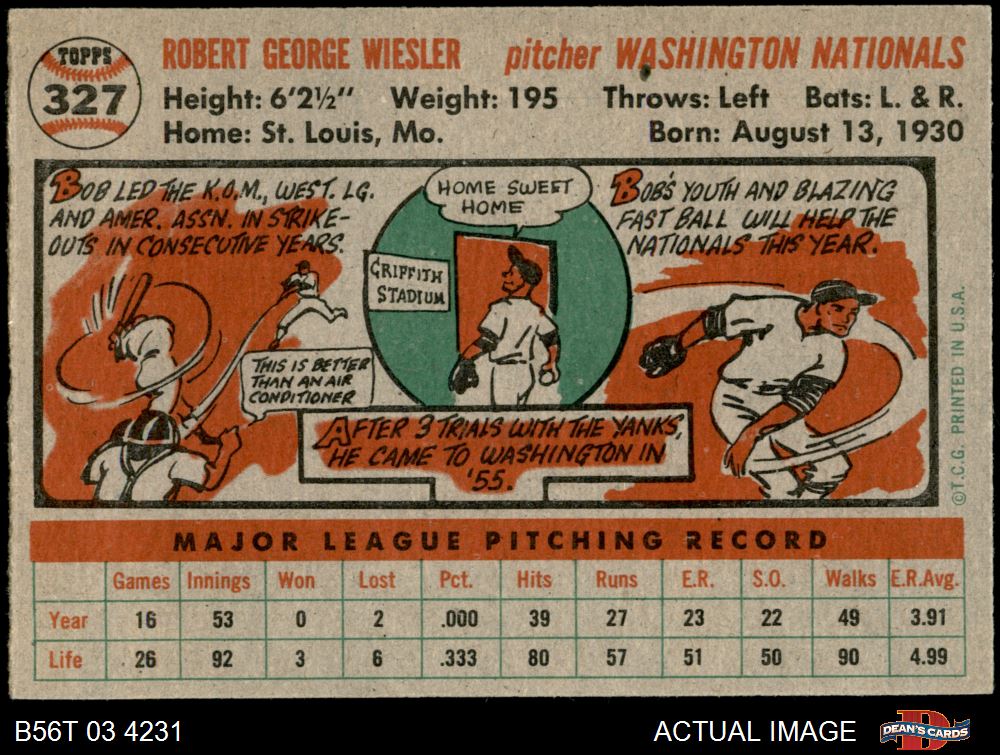 TOPPS
327
ROBERT GEORGE WIESLER pitcher WASHINGTON NATIONALS
Height: 6'2½" Weight: 195 Throws: Left Bats: L. & R.
Home: St. Louis, Mo. Born: August 13, 1930
BOB LED THE K.O.M., WEST. LG.
AND AMER. ASSN. IN STRIKE-
OUTS IN CONSECUTIVE YEARS.
THIS IS BETTER
THAN AN AIR
CONDITIONER
HOME SWEET
HOME
GRIFFITH
STADIUM
AFTER 3 TRIALS WITH THE YANKS,
HE CAME TO WASHINGTON IN
'55.
BOB'S YOUTH AND BLAZING
FAST BALL WILL HELP THE
NATIONALS THIS YEAR.
©T.C.G. PRINTED IN U.S.A.
MAJOR LEAGUE PITCHING RECORD
Games Innings Won Lost Pct. Hits Runs E.R. S.O. Walks E.R.Avg.
Year 16 53 0 2 .000 39 27 23 22 49 3.91
Life 26 92 3 6 .333 80 57 51 50 90 4.99
B56T 03 4231 ACTUAL IMAGE D DEAN'S CARDS